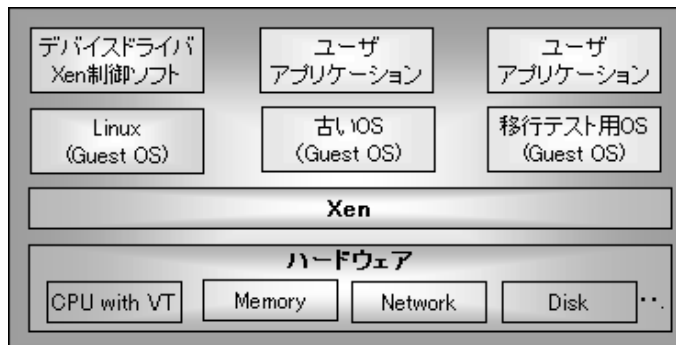 デバイスドライバ
Xen制御ソフト
ユーザ
アプリケーション
ユーザ
アプリケーション
Linux
(Guest OS)
古いOS
(Guest OS)
移行テスト用OS
(Guest OS)
Xen
ハードウェア
CPU with VT
Memory
Network
Disk
・・.